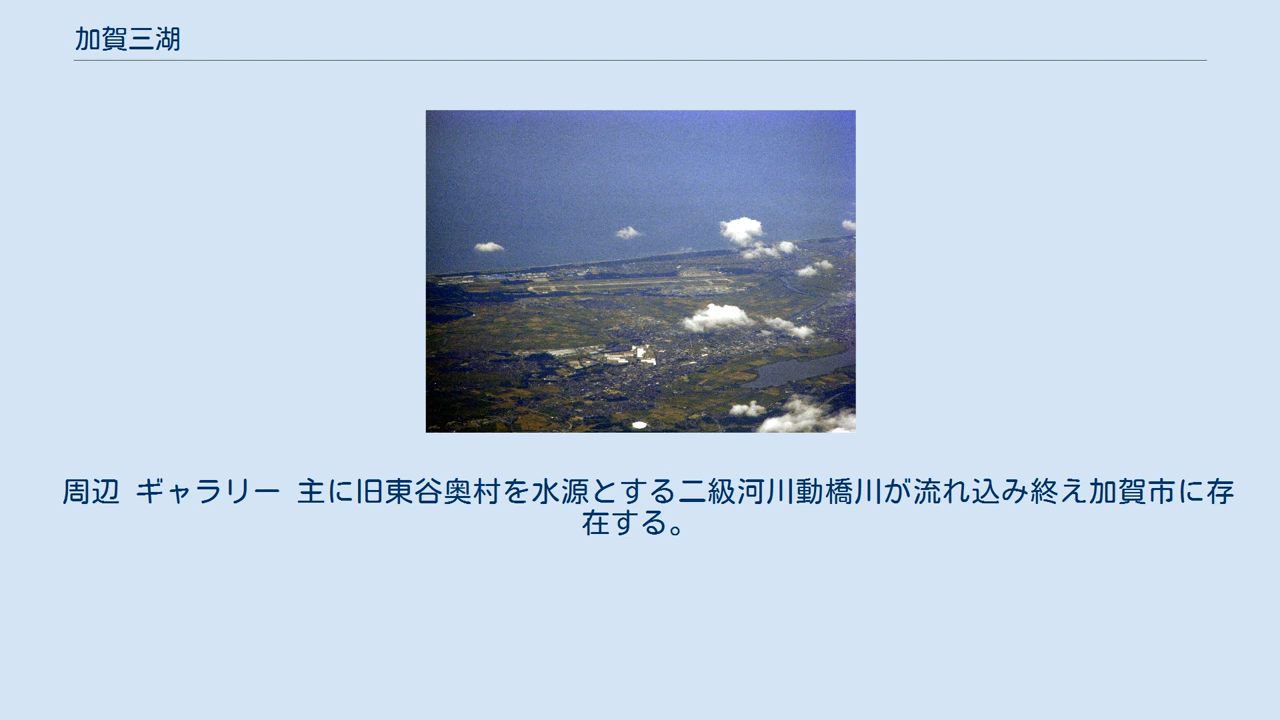 加賀三湖
周辺 ギャラリー 主に旧東谷奥村を水源とする二級河川動橋川が流れ込み終え加賀市に存
在する。